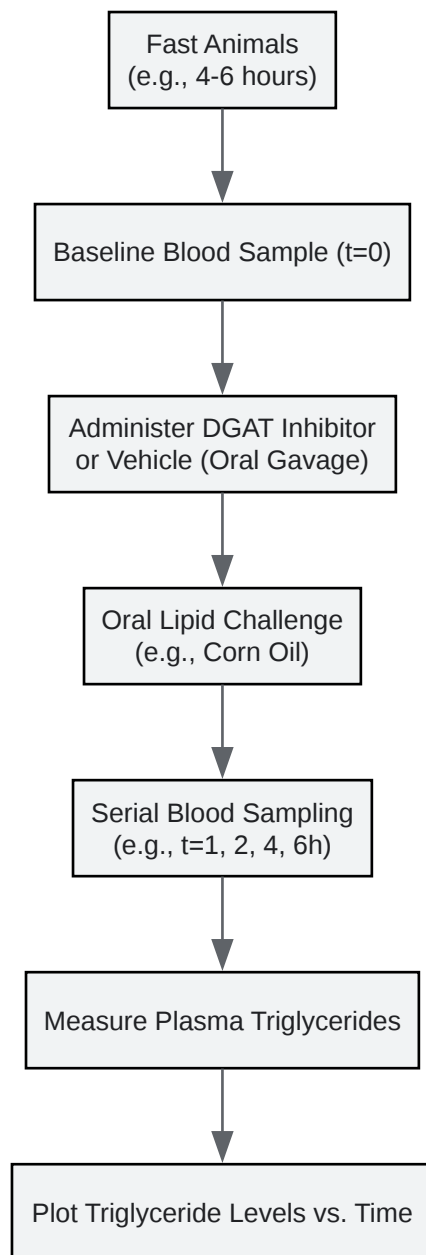 Fast Animals
(e.g., 4-6 hours)
Baseline Blood Sample (t=0)
Administer DGAT Inhibitor
or Vehicle (Oral Gavage)
Oral Lipid Challenge
(e.g., Corn Oil)
Serial Blood Sampling
(e.g., t=1, 2, 4, 6h)
Measure Plasma Triglycerides
Plot Triglyceride Levels vs. Time